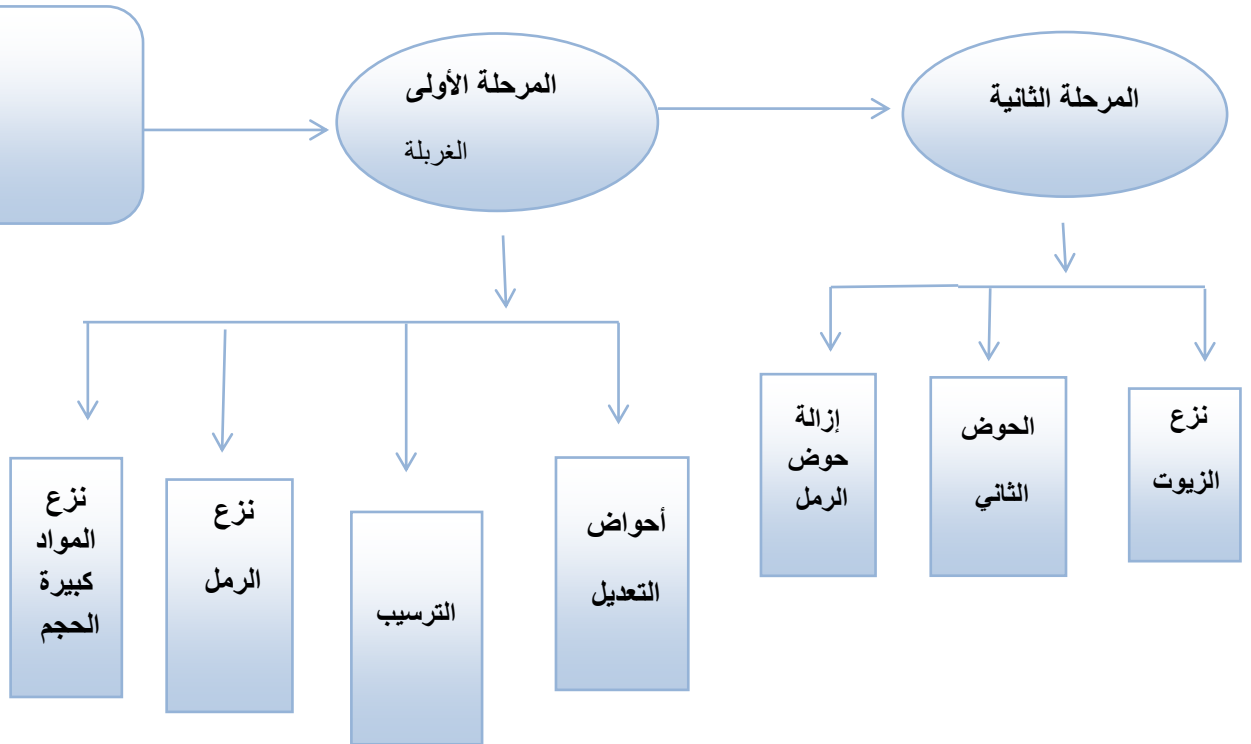 المرحلة الأولى
الغربلة
المرحلة الثانية
نزع
المواد
كبيرة
الحجم
نزع
الرمل
الترسيب
أحواض
التعديل
إزالة
حوض
الرمل
الحوض
الثاني
نزع
الزيوت